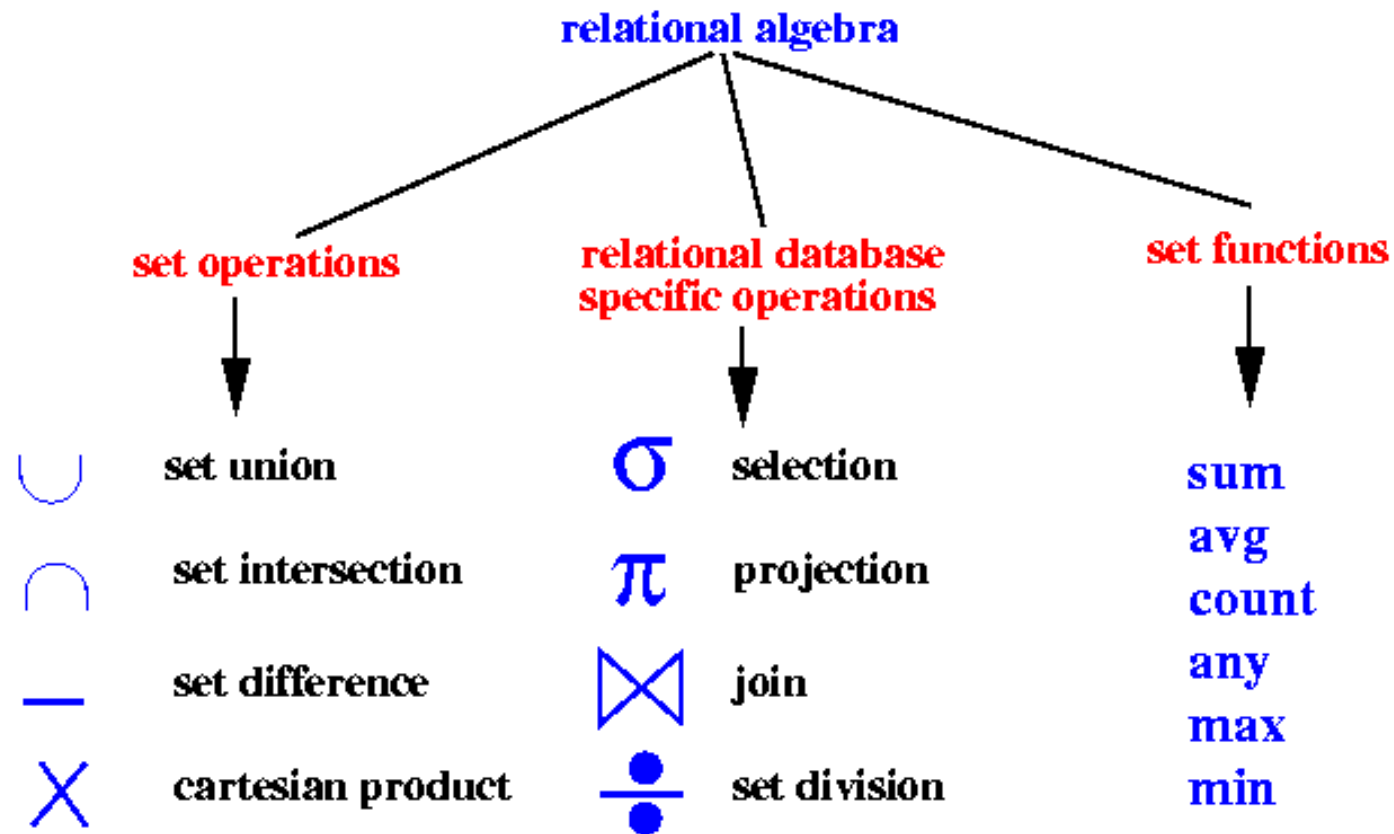 relational algebra
set operations
relational database
specific operations
set functions
∪ set union
∩ set intersection
— set difference
× cartesian product
σ selection
π projection
⋈ join
÷ set division
sum
avg
count
any
max
min